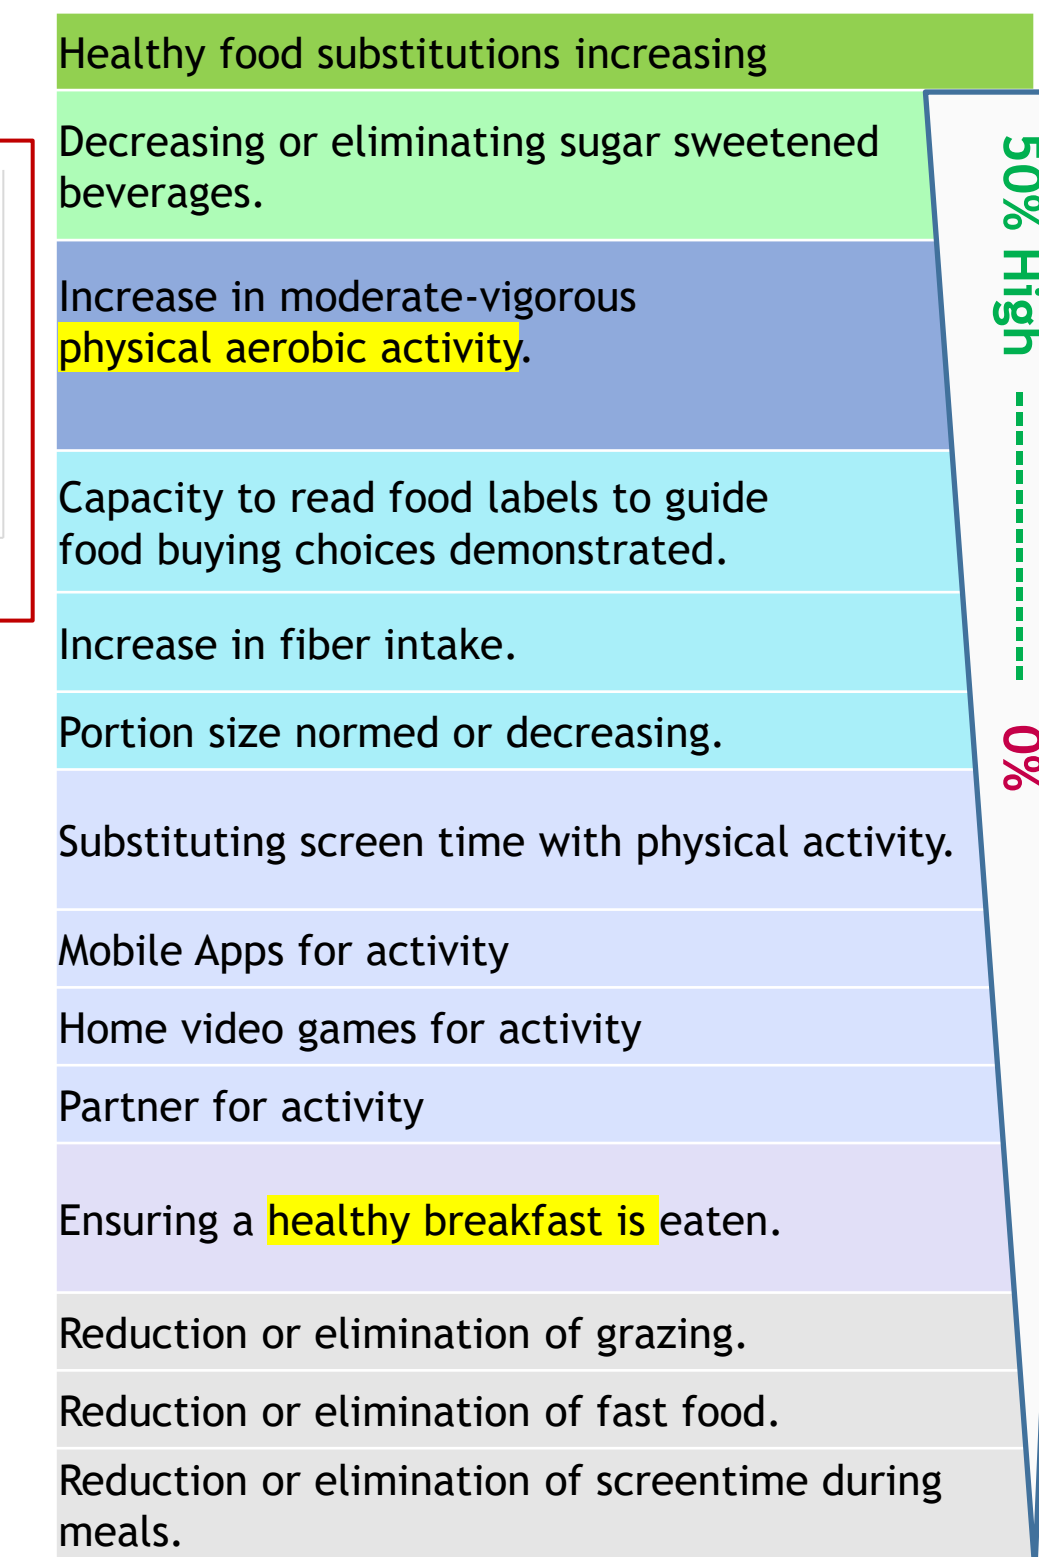 Healthy food substitutions increasing
Decreasing or eliminating sugar sweetened
beverages.
Increase in moderate-vigorous
physical aerobic activity.
Capacity to read food labels to guide
food buying choices demonstrated.
Increase in fiber intake.
Portion size normed or decreasing.
Substituting screen time with physical activity.
Mobile Apps for activity
Home video games for activity
Partner for activity
Ensuring a healthy breakfast is eaten.
Reduction or elimination of grazing.
Reduction or elimination of fast food.
Reduction or elimination of screentime during
meals.
50% High ---------------- 0%